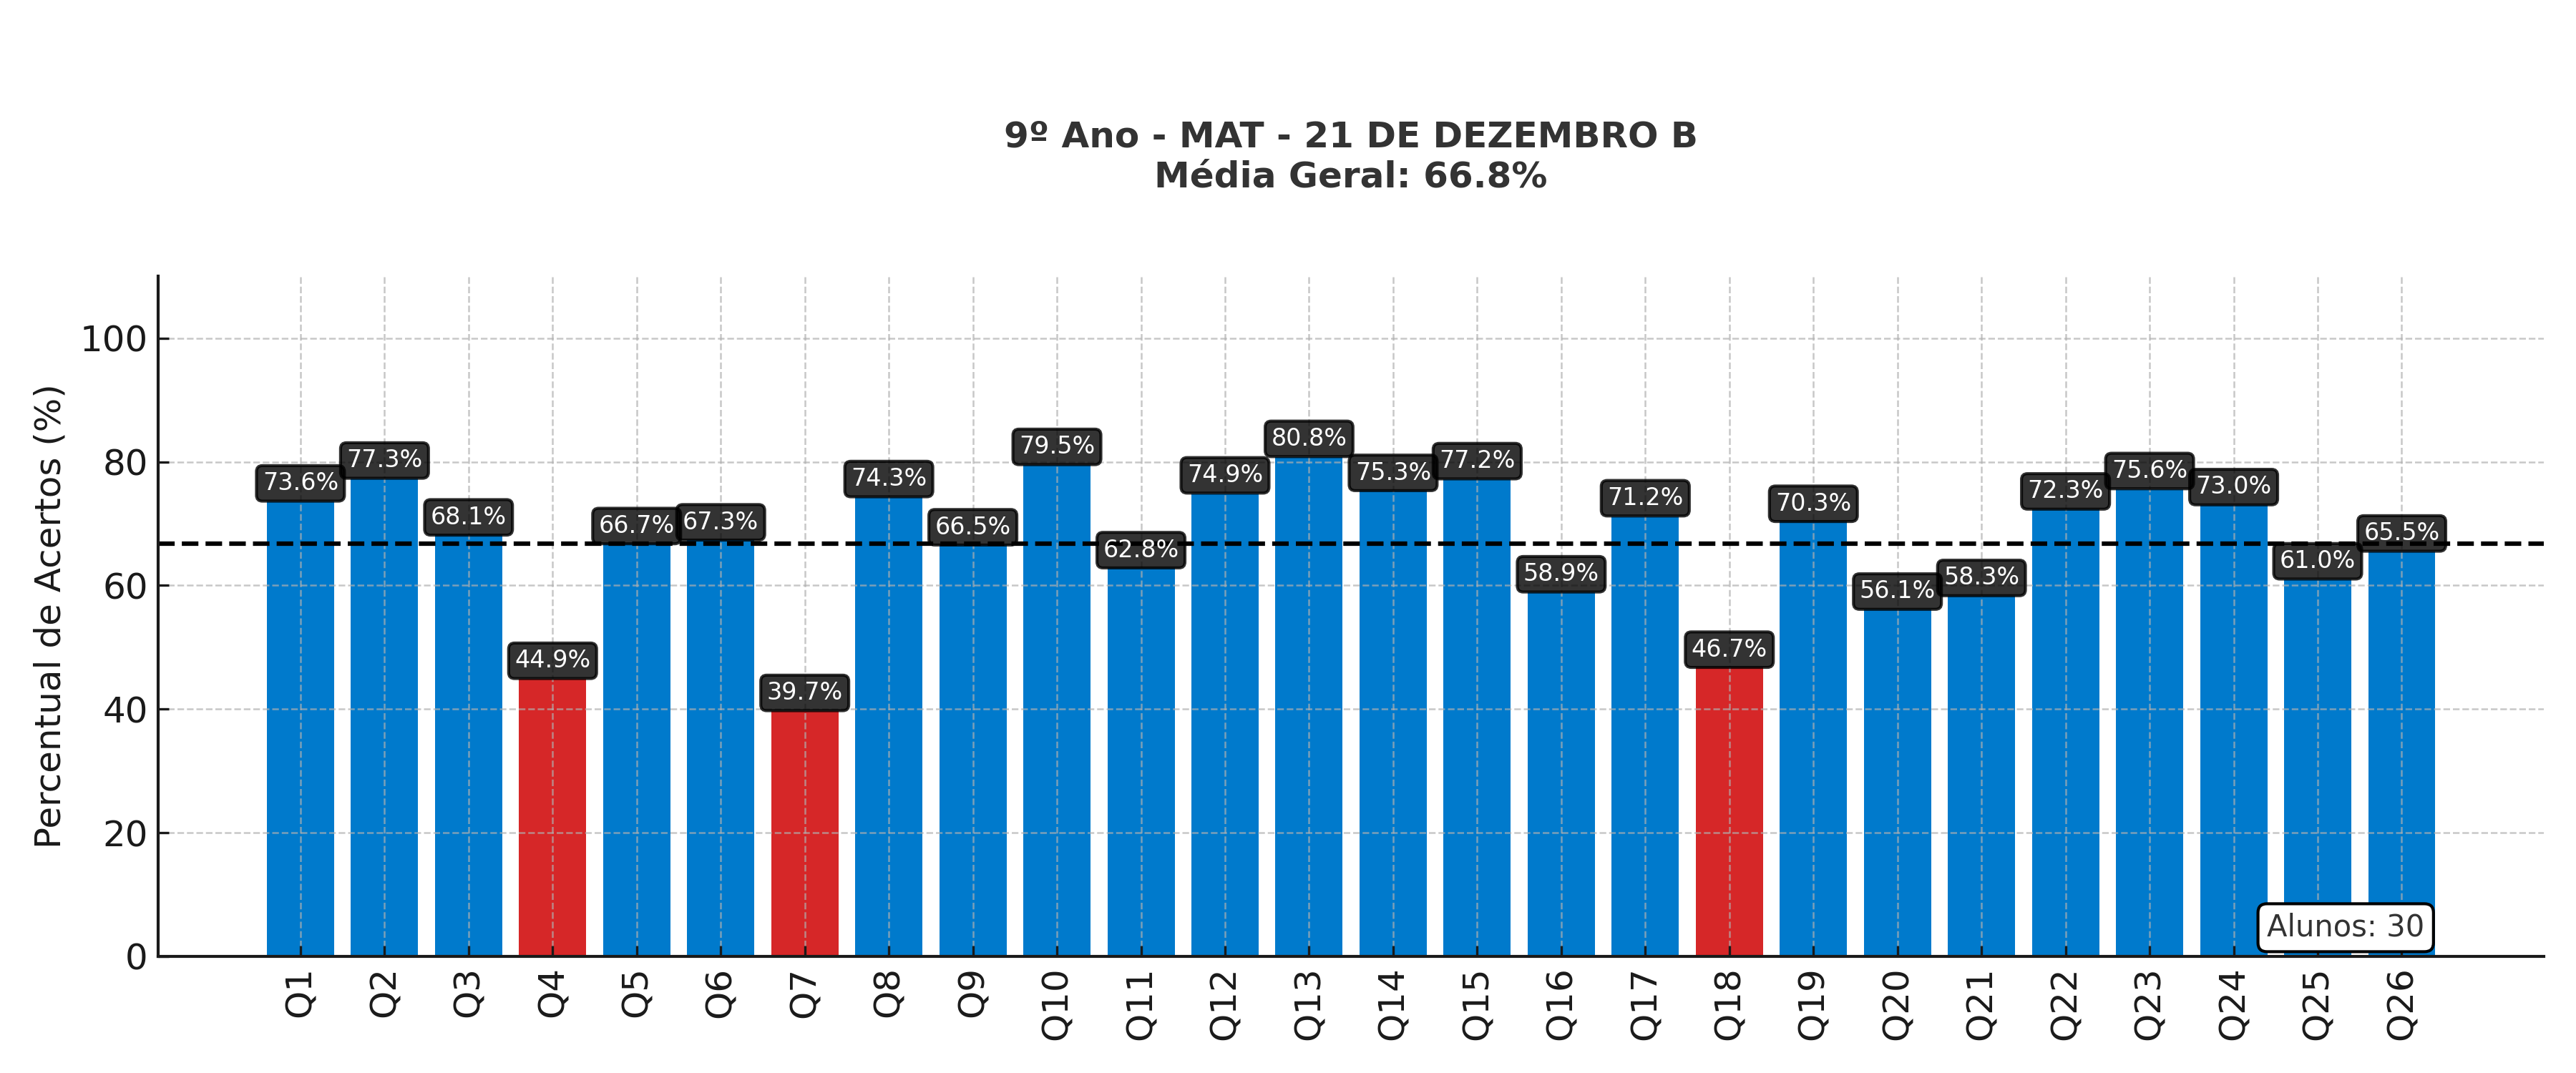 9º Ano - MAT - 21 DE DEZEMBRO B
Média Geral: 66.8%
Percentual de Acertos (%)
100
80
60
40
20
0
73.6%
77.3%
68.1%
44.9%
66.7%
67.3%
39.7%
74.3%
66.5%
79.5%
62.8%
74.9%
80.8%
75.3%
77.2%
58.9%
71.2%
46.7%
70.3%
56.1%
58.3%
72.3%
75.6%
73.0%
61.0%
65.5%
Alunos: 30
Q1
Q2
Q3
Q4
Q5
Q6
Q7
Q8
Q9
Q10
Q11
Q12
Q13
Q14
Q15
Q16
Q17
Q18
Q19
Q20
Q21
Q22
Q23
Q24
Q25
Q26